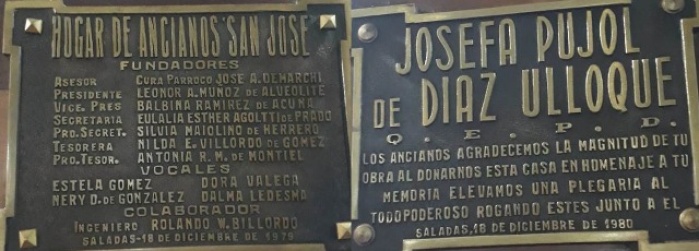 HOGAR DE ANCIANOS "SAN JOSE"
FUNDADORES
ASESOR CURA PARROCO JOSE A. DEMARCHI
PRESIDENTE LEONOR A. MUÑOZ DE ALVEOLITE
VICE. PRES BALBINA RAMIREZ DE ACUÑA
SECRETARIA EULALIA ESTHER AGOLTTI DE PRADO
PRO.SECRET. SILVIA MAIOLINO DE HERRERO
TESORERA NILDA E. VILLORDO DE GOMEZ
PRO.TESOR. ANTONIA R. M. DE MONTIEL
VOCALES
ESTELA GOMEZ DORA VALEGA
NERY D. DE GONZALEZ DALMA LEDESMA
COLABORADOR
INGENIERO ROLANDO W. BILLORDO
SALADAS-18 DE DICIEMBRE DE 1979
JOSEFA PUJOL
DE DIAZ ULLOQUE
Q. E. P. D.
LOS ANCIANOS AGRADECEMOS LA MAGNITUD DE TU
OBRA AL DONARNOS ESTA CASA EN HOMENAJE A TU
MEMORIA ELEVAMOS UNA PLEGARIA AL
TODOPODEROSO ROGANDO ESTES JUNTO A EL
SALADAS, 18 DE DICIEMBRE DE 1980